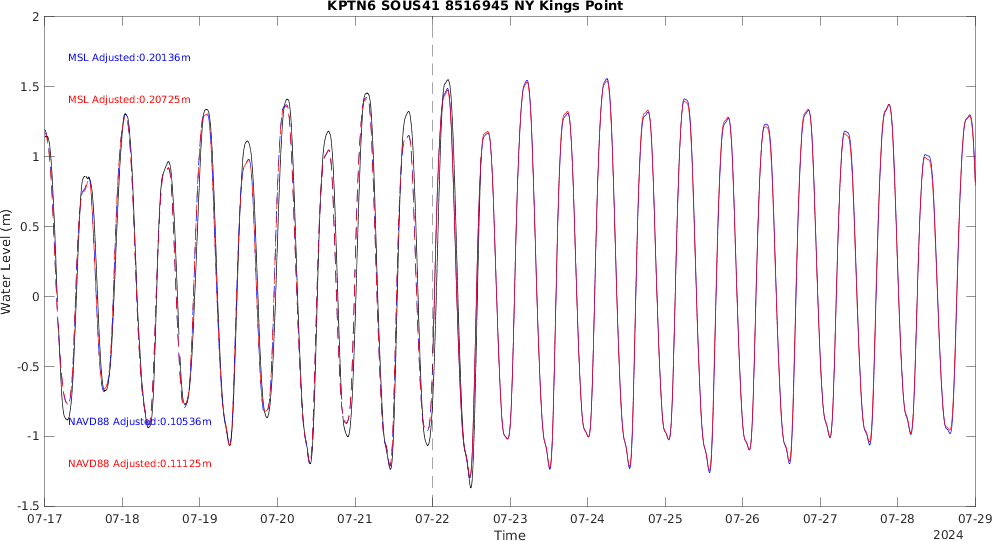 KPTN6 SOUS41 8516945 NY Kings Point
MSL Adjusted:0.20136m
MSL Adjusted:0.20725m
NAVD88 Adjusted:0.10536m
NAVD88 Adjusted:0.11125m
Water Level (m)
2
1.5
1
0.5
0
-0.5
-1
-1.5
07-17 07-18 07-19 07-20 07-21 07-22 07-23 07-24 07-25 07-26 07-27 07-28 07-29
Time
2024